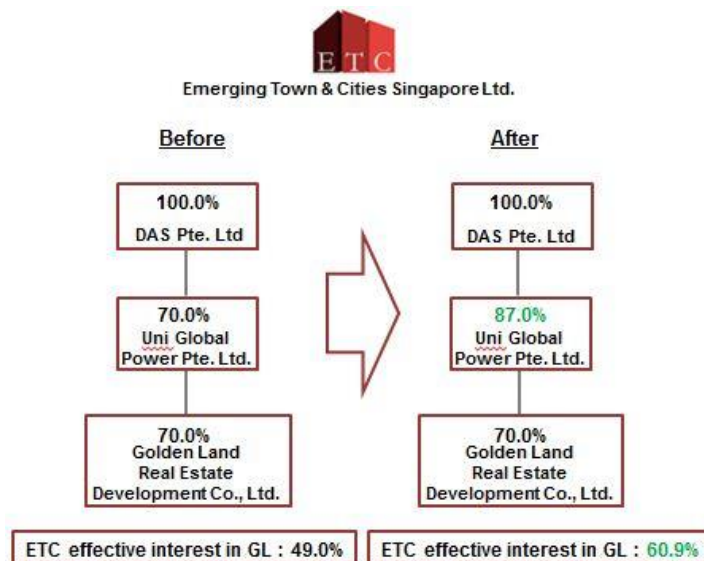 E T C
Emerging Town & Cities Singapore Ltd.
Before
100.0%
DAS Pte. Ltd
70.0%
Uni Global
Power Pte. Ltd.
70.0%
Golden Land
Real Estate
Development Co., Ltd.
ETC effective interest in GL : 49.0%
After
100.0%
DAS Pte. Ltd
87.0%
Uni Global
Power Pte. Ltd.
70.0%
Golden Land
Real Estate
Development Co., Ltd.
ETC effective interest in GL : 60.9%